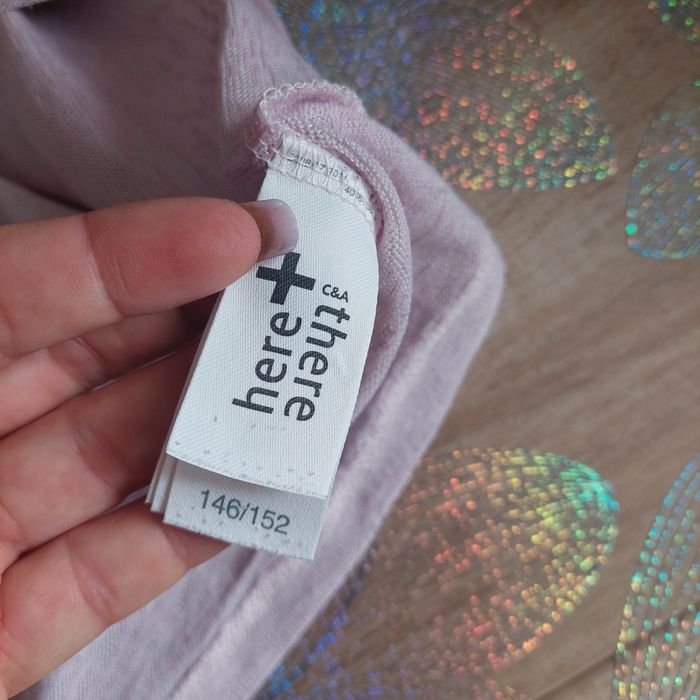 C&A
here + there
146/152